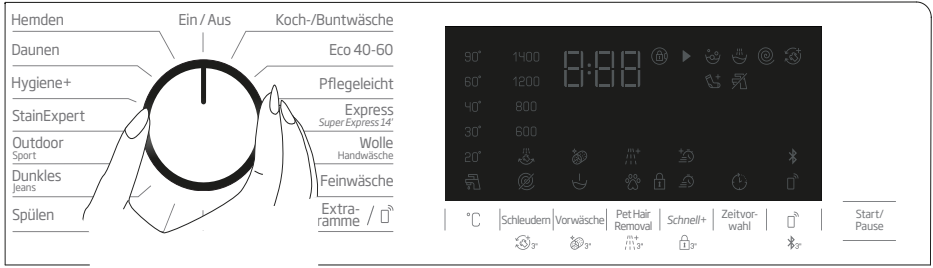 Hemden
Daunen
Hygiene+
StainExpert
Outdoor
Sport
Dunkles
Jeans
Spülen
Ein / Aus
Koch-/Buntwäsche
Eco 40-60
Pflegeleicht
Express
Super Express 14'
Wolle
Handwäsche
Feinwäsche
Extra-
ramme /
90° 1400 8:88
60° 1200
40° 800
30° 600
20°
°C Schleudern Vorwäsche Pet Hair Removal Schnell+ Zeitvor-wahl Start/ Pause
3" 3" 3" 3" 3"